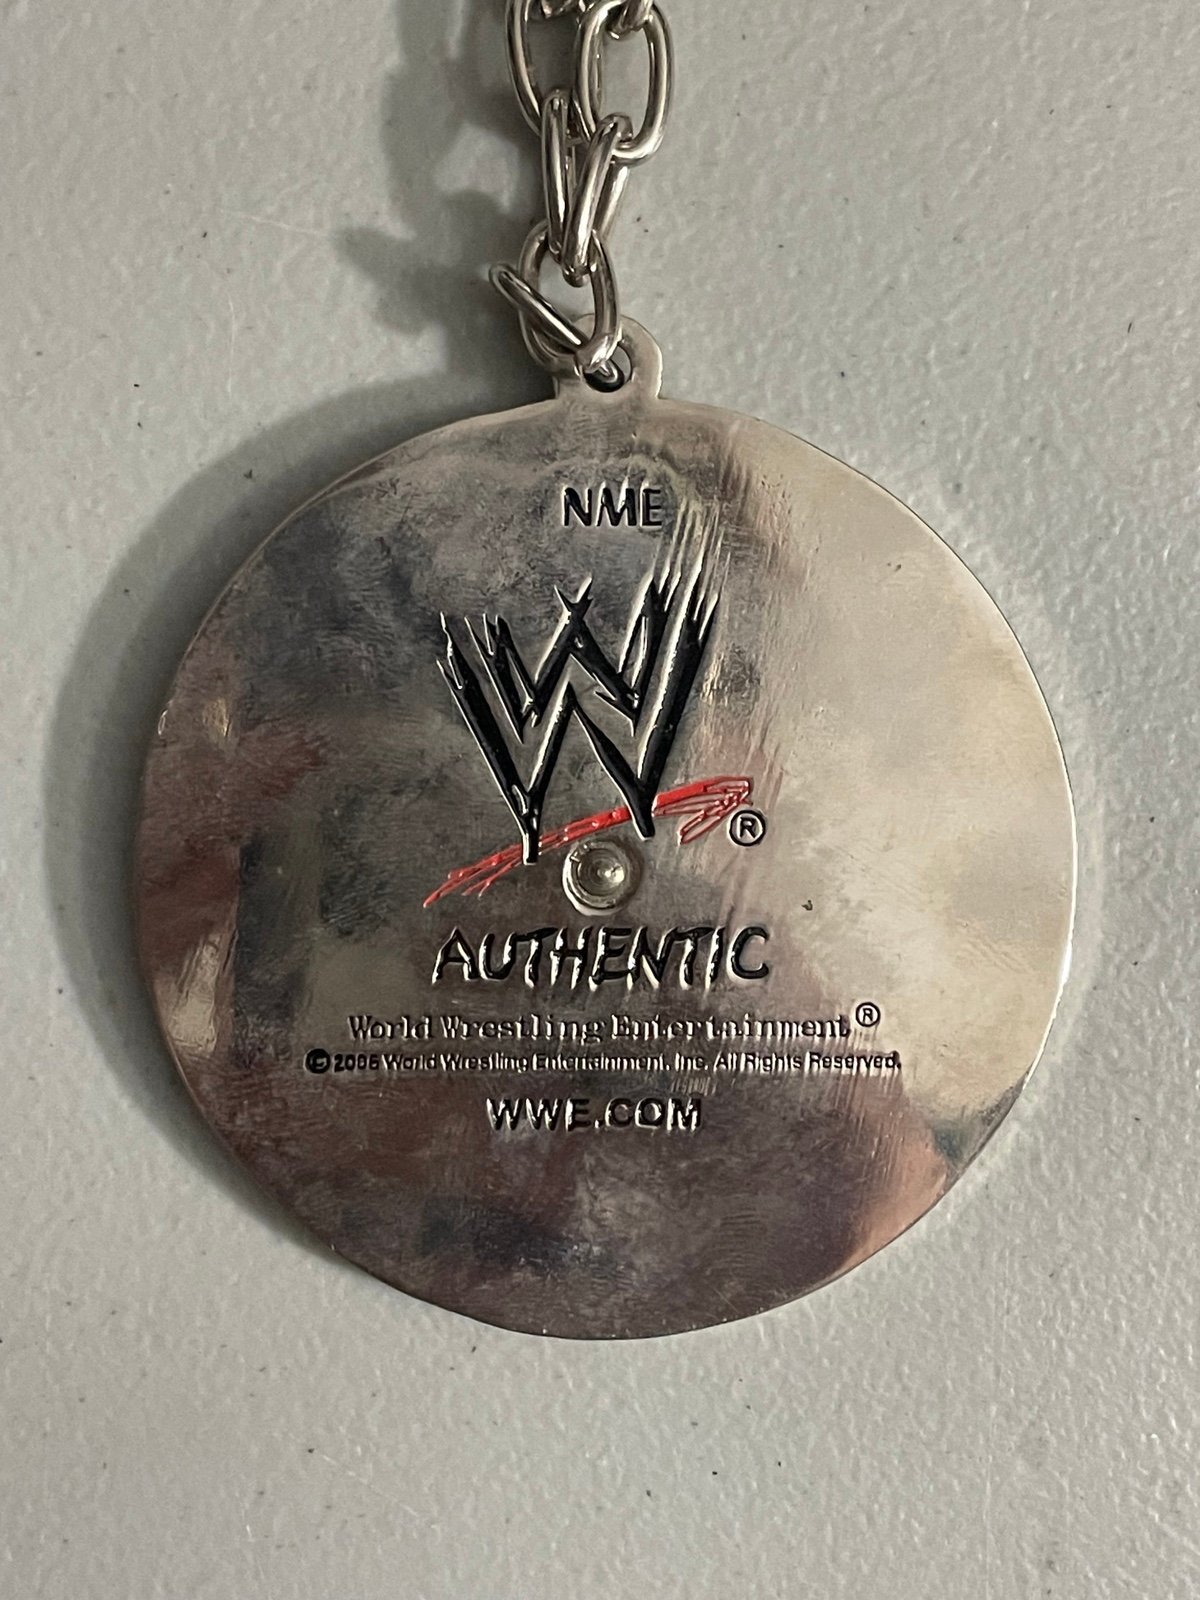 NME
W®
AUTHENTIC
World Wrestling Entertainment®
© 2006 World Wrestling Entertainment, Inc. All Rights Reserved.
WWE.COM